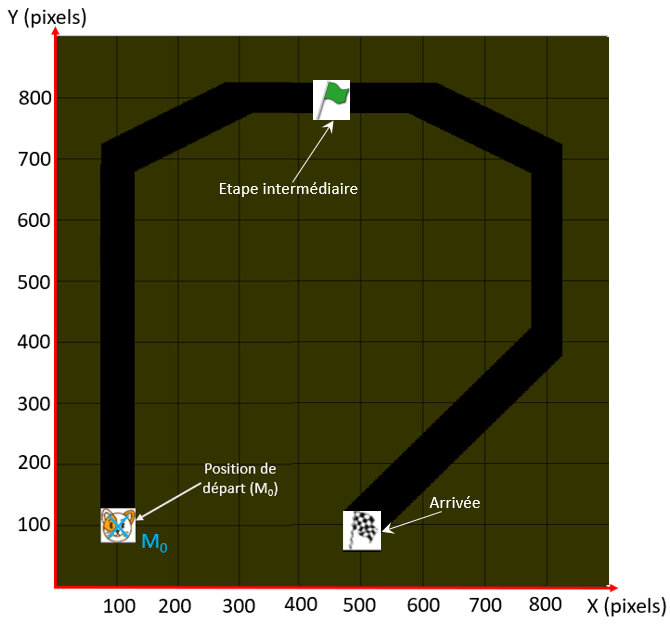 Y (pixels)
800
Etape intermédiaire
700
600
500
400
300
200
Position de
départ (M₀)
Arrivée
100
M₀
100 200 300 400 500 600 700 800 X (pixels)